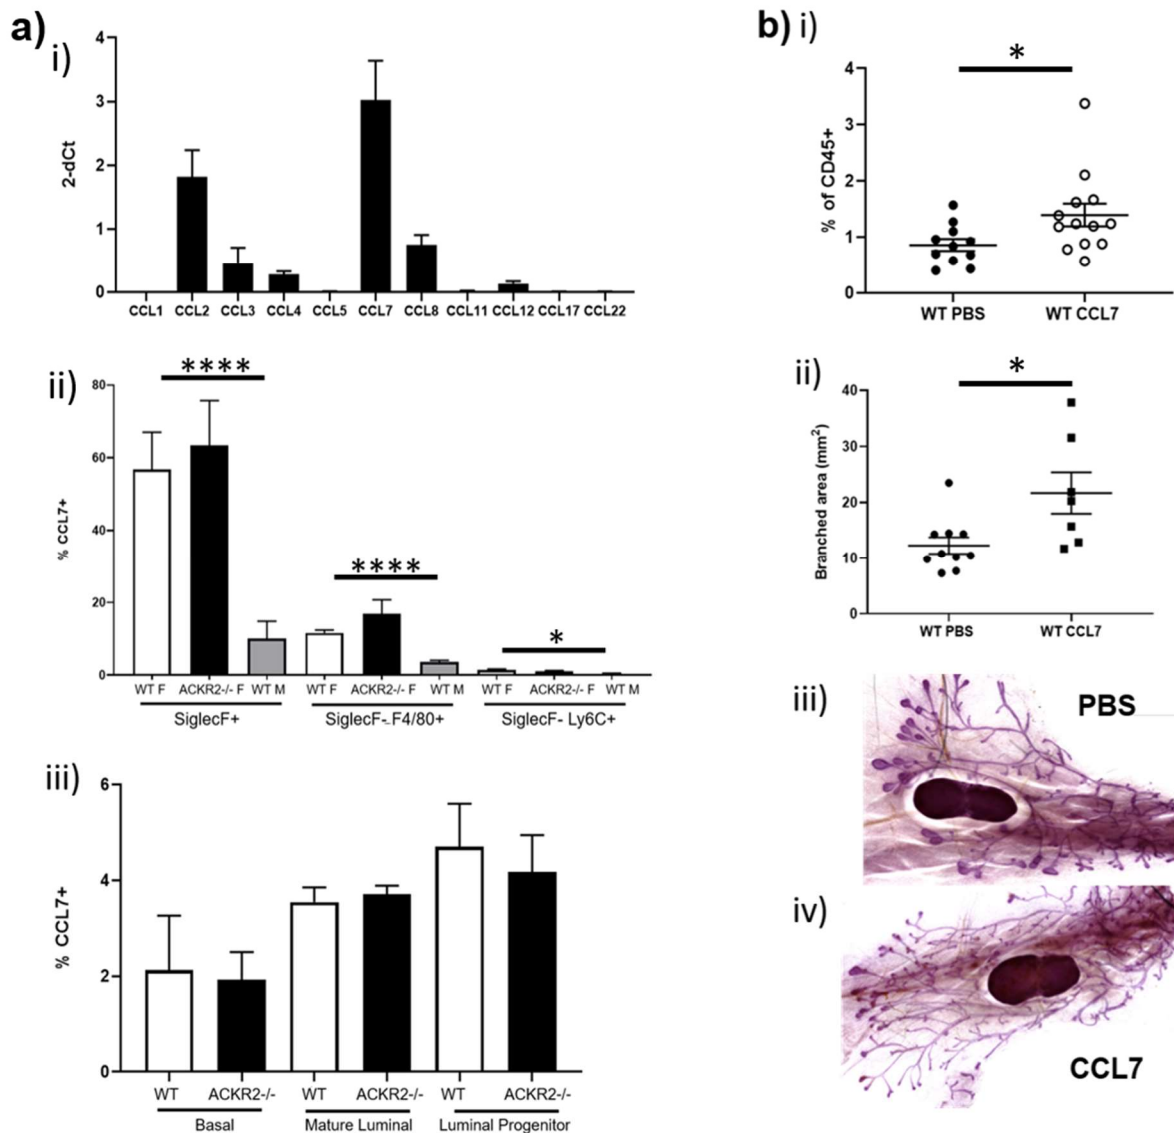 a)
i)
4
3
2
1
0
2-dCt
CCL1 CCL2 CCL3 CCL4 CCL5 CCL7 CCL8 CCL11 CCL12 CCL17 CCL22
ii)
80
60
40
20
0
% CCL7+
****
****
*
WT F ACKR2-/- F WT M WT F ACKR2-/- F WT M WT F ACKR2-/- F WT M
SiglecF+ SiglecF- F4/80+ SiglecF- Ly6C+
iii)
6
4
2
0
% CCL7+
WT ACKR2-/- WT ACKR2-/- WT ACKR2-/-
Basal Mature Luminal Luminal Progenitor
b) i)
*
4
3
2
1
0
% of CD45+
WT PBS WT CCL7
ii)
*
40
30
20
10
0
Branched area (mm²)
WT PBS WT CCL7
iii)
PBS
iv)
CCL7